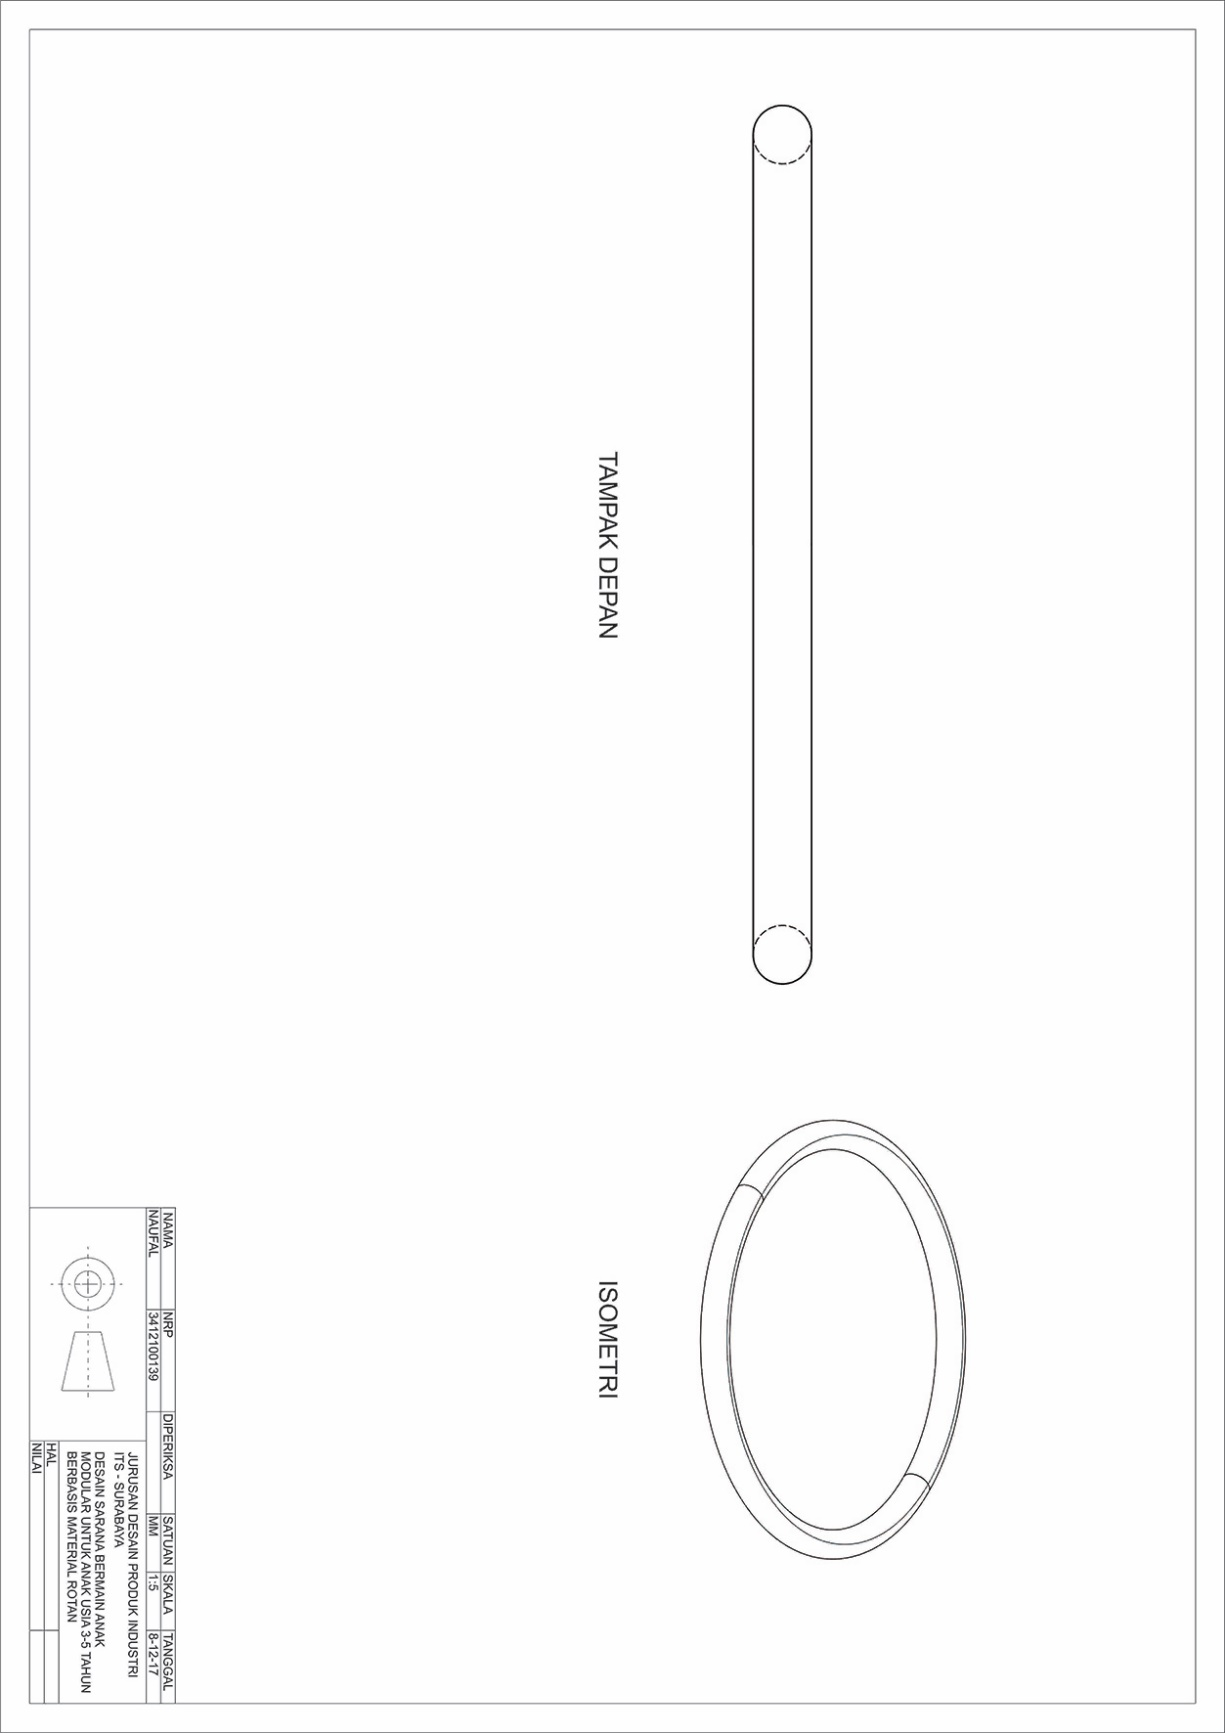 TAMPAK DEPAN
ISOMETRI
NAMA NRP DIPERIKSA SATUAN SKALA TANGGAL
NAUFAL 3412100139 MM 1:5 8-12-17
JURUSAN DESAIN PRODUK INDUSTRI
ITS - SURABAYA
DESAIN SARANA BERMAIN ANAK
MODULAR UNTUK ANAK USIA 3-5 TAHUN
BERBASIS MATERIAL ROTAN
HAL
NILAI